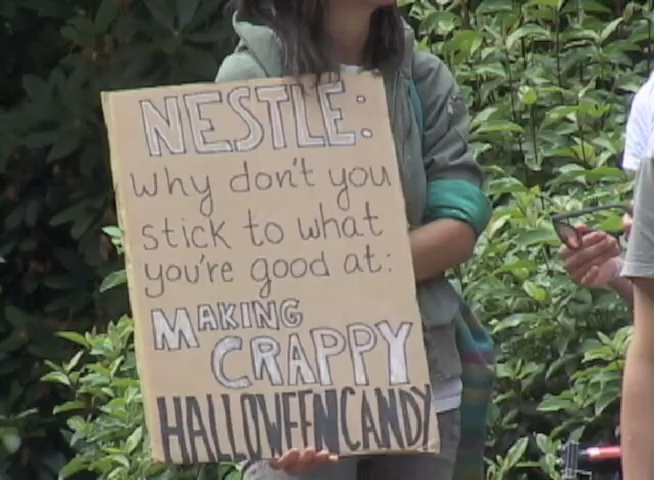 NESTLE:
why don't you
stick to what
you're good at:
MAKING
CRAPPY
HALLOWEEN CANDY